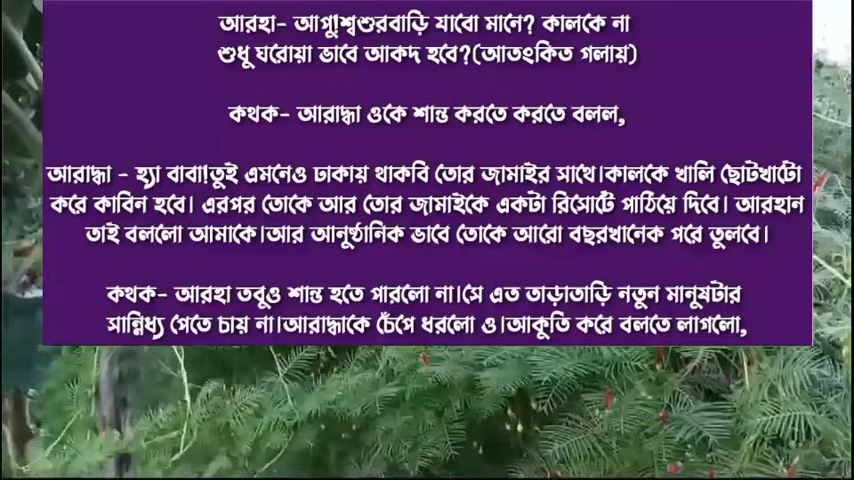 আরহা- আপু!শ্বশুরবাড়ি যাবো মানে? কালকে না
শুধু ঘরোয়া ভাবে আকদ হবে?(আতংকিত গলায়)
কথক- আরাদ্ধা ওকে শান্ত করতে করতে বলল,
আরাদ্ধা - হ্যা বাবা!তুই এমনেও ঢাকায় থাকবি তোর জামাইর সাথে।কালকে খালি ছোটখাটো
করে কাবিন হবে। এরপর তোকে আর তোর জামাইকে একটা রিসোর্টে পাঠিয়ে দিবে। আরহান
তাই বললো আমাকে।আর আনুষ্ঠানিক ভাবে তোকে আরো বছরখানেক পরে তুলবে।
কথক- আরহা তবুও শান্ত হতে পারলো না।সে এত তাড়াতাড়ি নতুন মানুষটার
সান্নিধ্য পেতে চায় না।আরাদ্ধাকে চেঁপে ধরলো ও।আকুতি করে বলতে লাগলো,